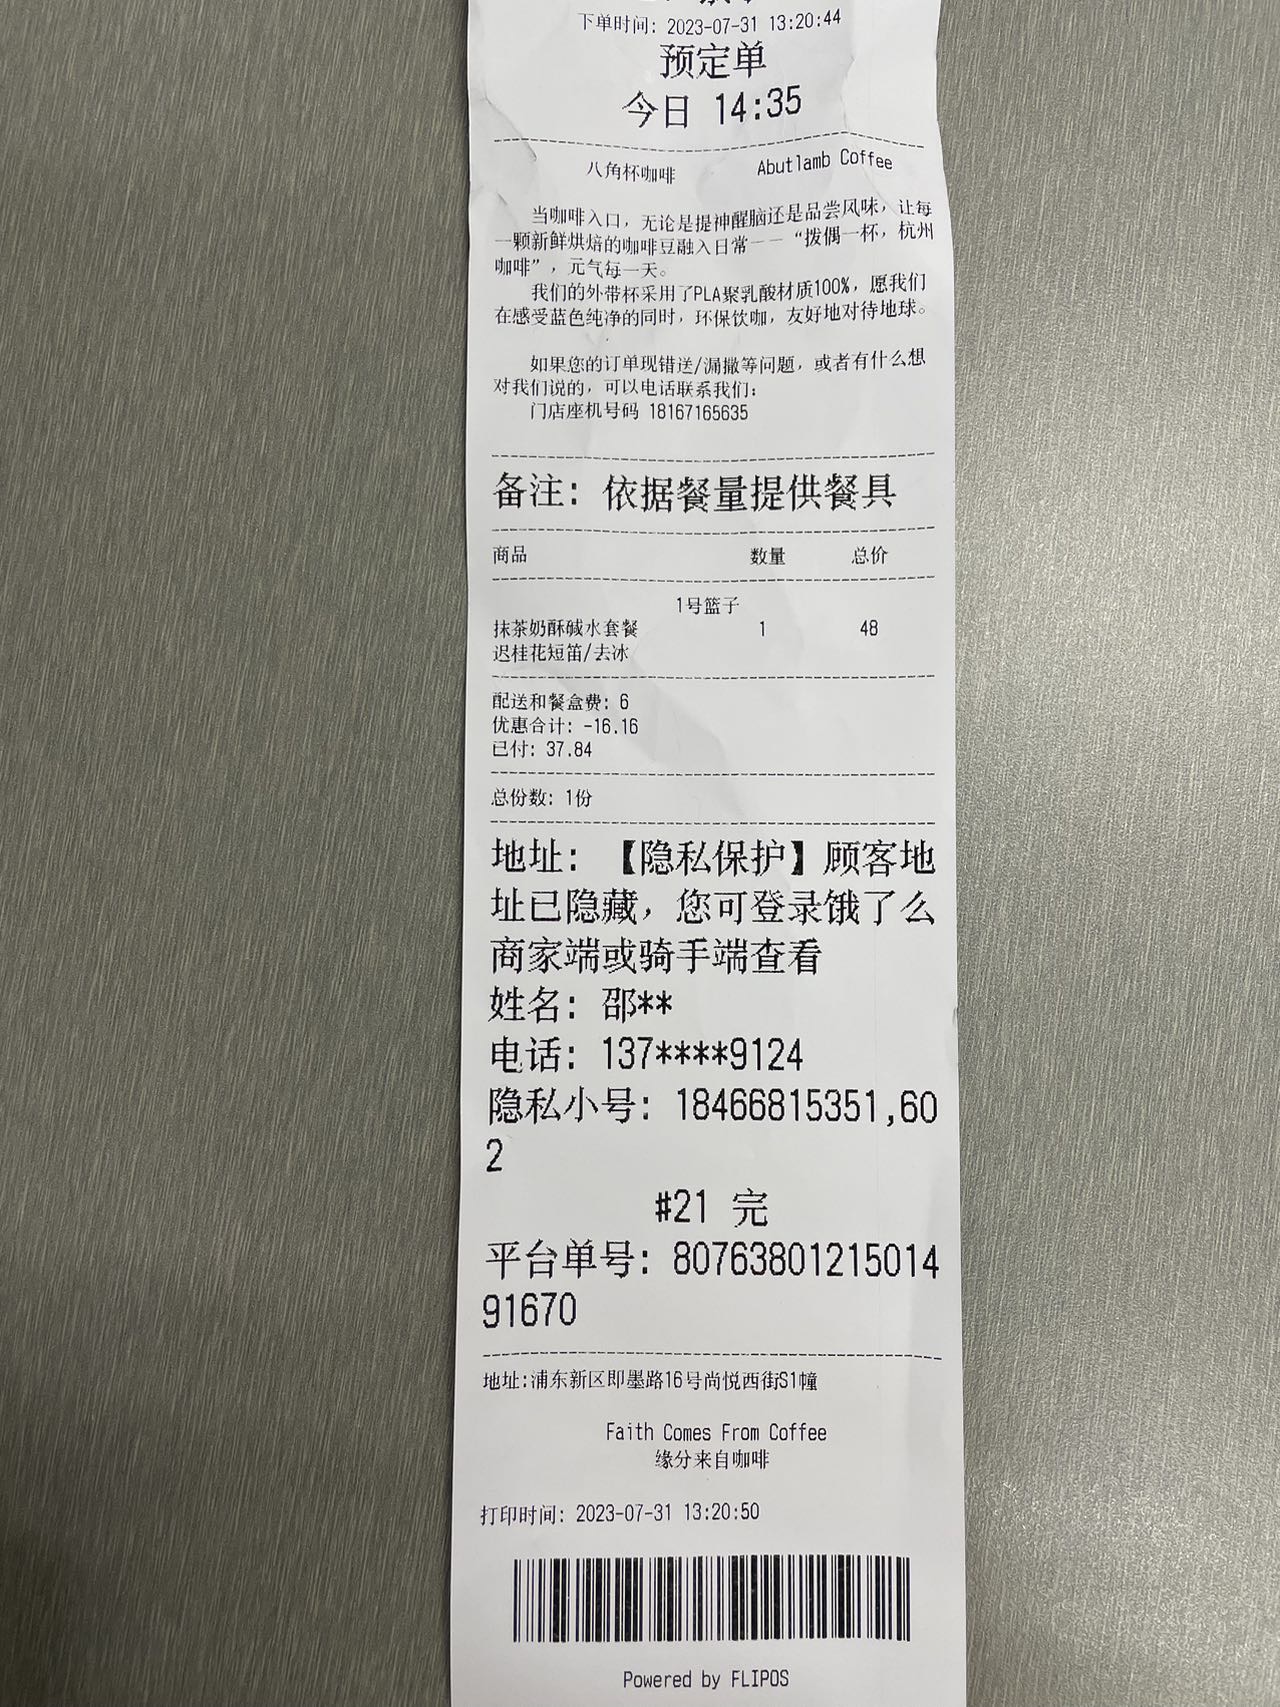 下单时间: 2023-07-31 13:20:44
预定单
今日 14:35
八角杯咖啡 Abutlamb Coffee
当咖啡入口，无论是提神醒脑还是品尝风味，让每
一颗新鲜烘焙的咖啡豆融入日常——“拨偶一杯，杭州
咖啡”，元气每一天。
我们的外带杯采用了PLA聚乳酸材质100%，愿我们
在感受蓝色纯净的同时，环保饮咖，友好地对待地球。
如果您的订单现错送/漏撒等问题，或者有什么想
对我们说的，可以电话联系我们：
门店座机号码 18167165635
备注: 依据餐量提供餐具
商品 数量 总价
1号篮子
抹茶奶酥碱水套餐 1 48
迟桂花短笛/去冰
配送和餐盒费: 6
优惠合计: -16.16
已付: 37.84
总份数: 1份
地址: 【隐私保护】顾客地
址已隐藏，您可登录饿了么
商家端或骑手端查看
姓名: 邵**
电话: 137****9124
隐私小号: 18466815351,60
2
#21 完
平台单号: 80763801215014
91670
地址:浦东新区即墨路16号尚悦西街S1幢
Faith Comes From Coffee
缘分来自咖啡
打印时间: 2023-07-31 13:20:50
Powered by FLIPOS